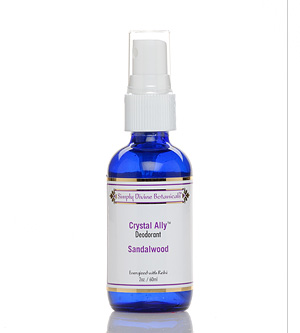 Simply Divine Botanicals
Crystal Ally™
Deodorant
Sandalwood
Energized with Reiki
2oz / 60ml